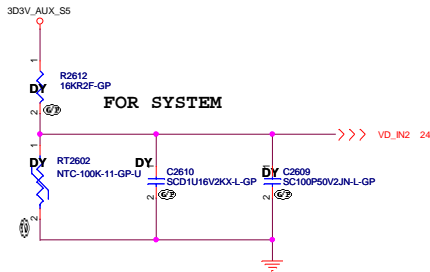 3D3V_AUX_S5
1
R2612
DY
16KR2F-GP
2
G/P
FOR SYSTEM
VD_IN2 24
1
DY
RT2602
NTC-100K-11-GP-U
2
DY
1
C2610
SCD1U16V2KX-L-GP
2
G/P
DY
1
C2609
SC100P50V2JN-L-GP
2
G/P